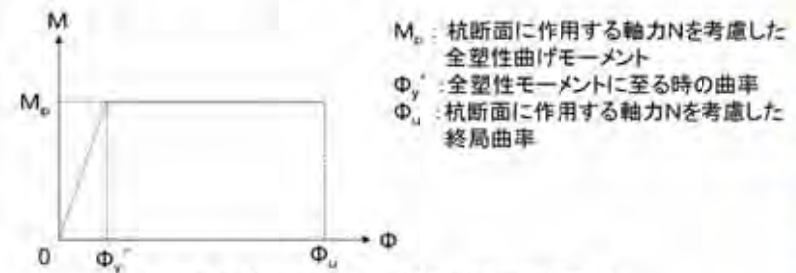 M
Mₚ
0
Φy′
Φu
Φ
Mₚ : 杭断面に作用する軸力Nを考慮した
全塑性曲げモーメント
Φy′ : 全塑性モーメントに至る時の曲率
Φu : 杭断面に作用する軸力Nを考慮した
終局曲率